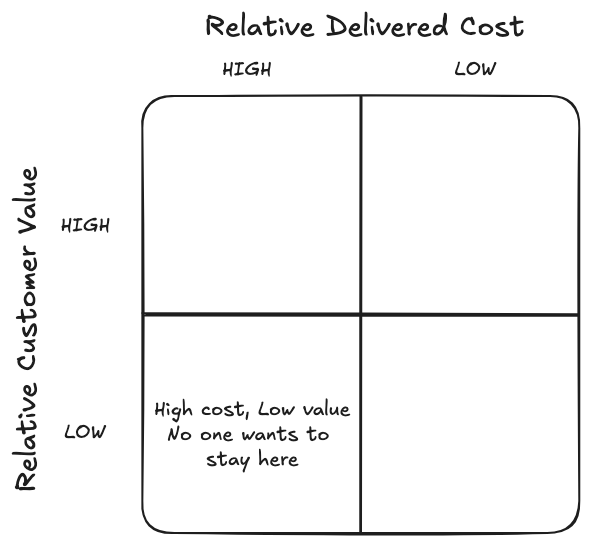 Relative Delivered Cost
HIGH
LOW
Relative Customer Value
HIGH
LOW
High cost, Low value
No one wants to
stay here